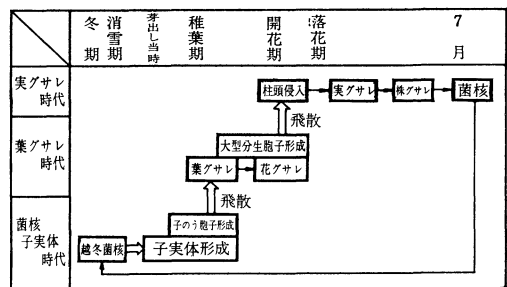 冬期
消雪期
芽出し当時
稚葉期
開花期
落花期
7月
実グサレ
時代
柱頭侵入
実グサレ
株グサレ
菌核
飛散
葉グサレ
時代
大型分生胞子形成
葉グサレ
花グサレ
飛散
菌核
子実体
時代
子のう胞子形成
越冬菌核
子実体形成